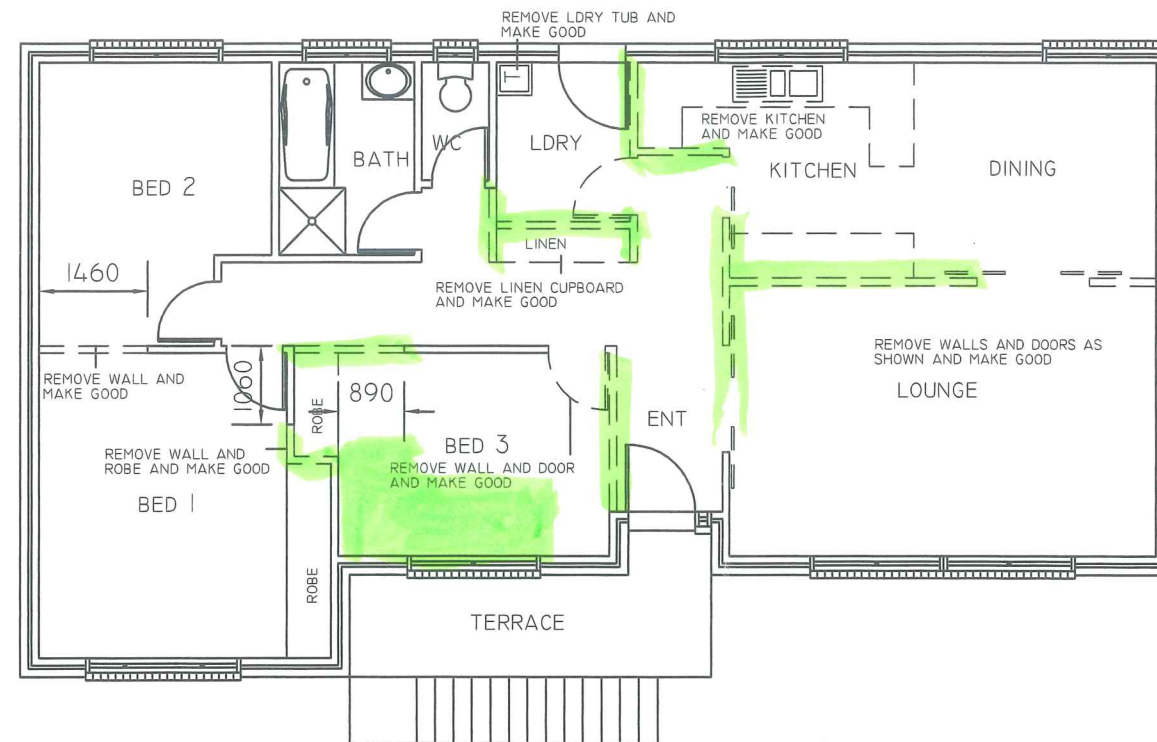 REMOVE LDRY TUB AND
MAKE GOOD
T
WC
LDRY
BATH
REMOVE KITCHEN
AND MAKE GOOD
KITCHEN
DINING
BED 2
LINEN
1460
REMOVE LINEN CUPBOARD
AND MAKE GOOD
REMOVE WALLS AND DOORS AS
SHOWN AND MAKE GOOD
LOUNGE
REMOVE WALL AND
MAKE GOOD
1060
890
ROBE
ENT
BED 3
REMOVE WALL AND
ROBE AND MAKE GOOD
REMOVE WALL AND DOOR
AND MAKE GOOD
BED 1
ROBE
TERRACE